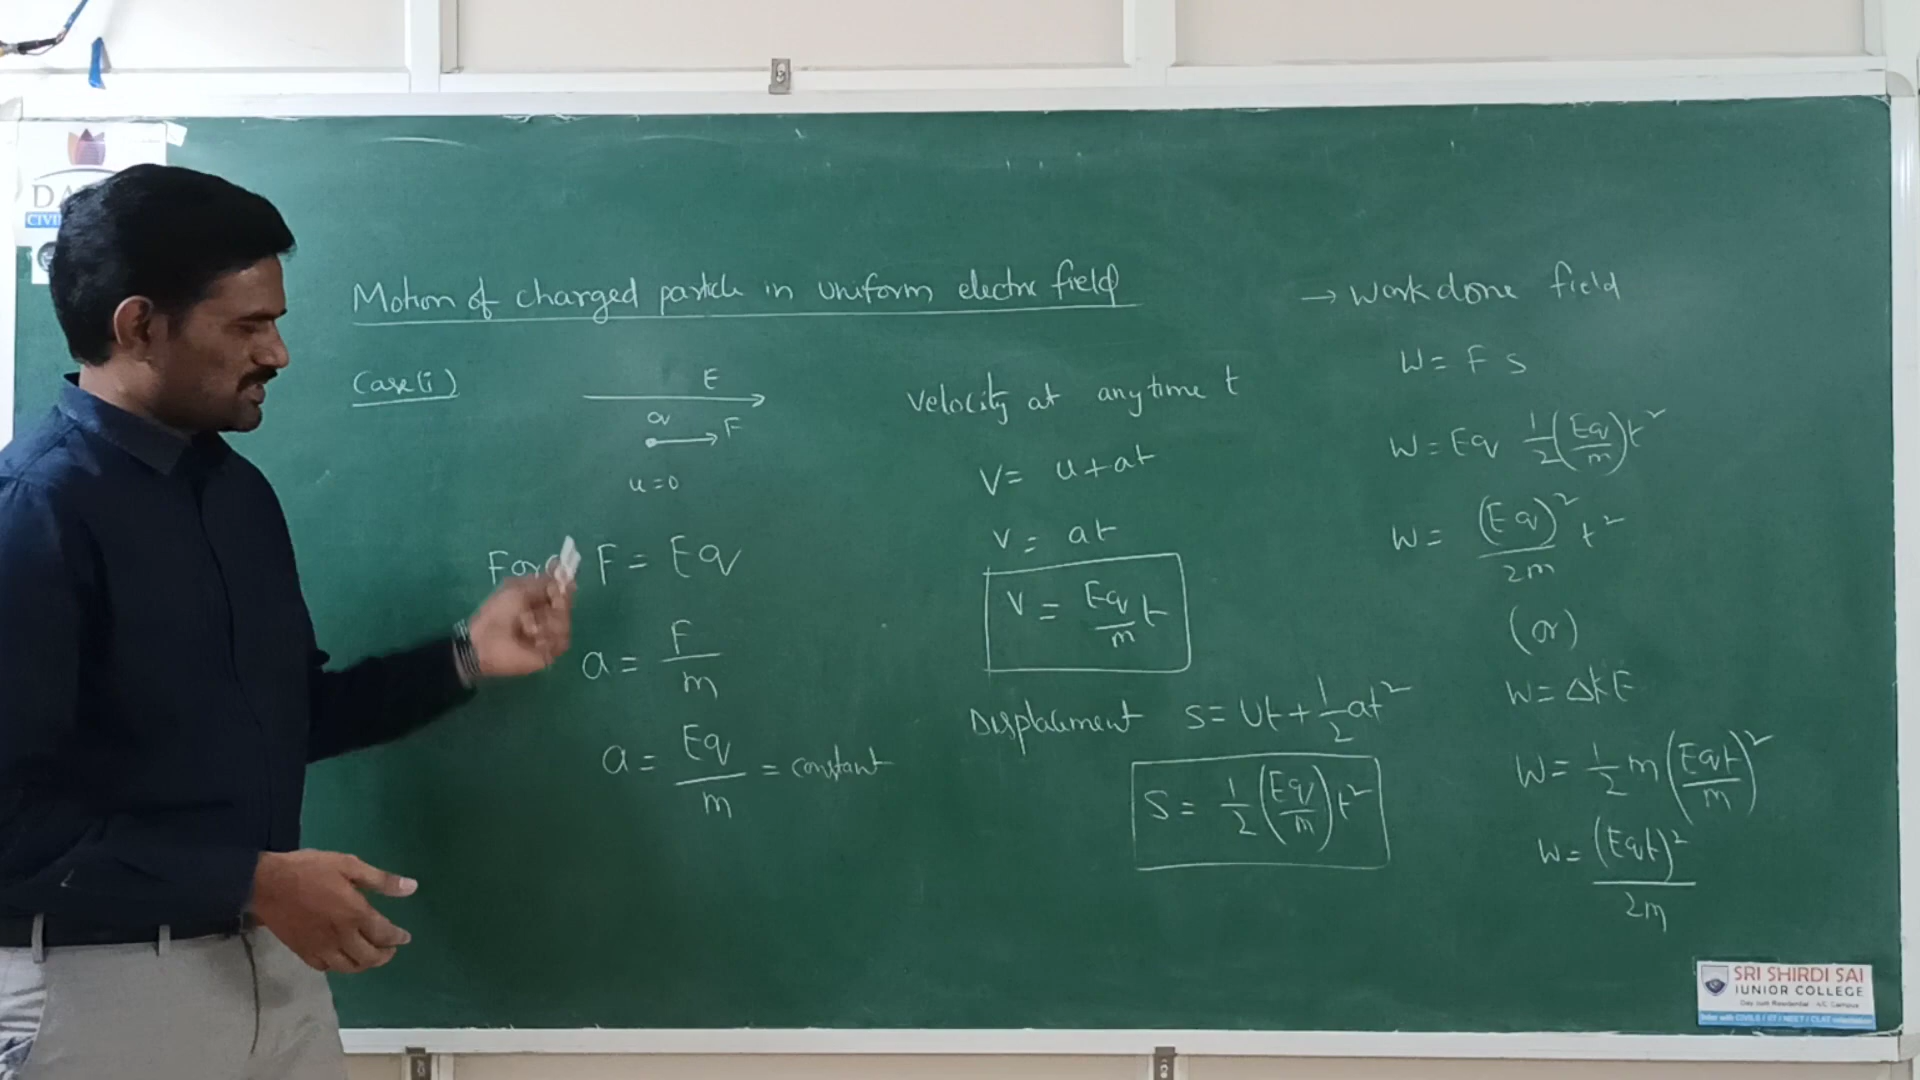 Motion of charged particle in uniform electric field
Case(i)
E
q
F
u=0
Force F = Eq
a = F/m
a = Eq/m = constant
Velocity at any time t
V= u+at
v= at
V = Eq/m t
Displacement S= Ut+1/2at²
S = 1/2(Eq/m)t²
→ Work done field
W= F s
W= Eq 1/2(Eq/m)t²
W= (Eq)²/2m t²
(or)
W= ΔKE
W= 1/2 m(Eqt/m)²
W= (Eqt)²/2m
SRI SHIRDI SAI
JUNIOR COLLEGE